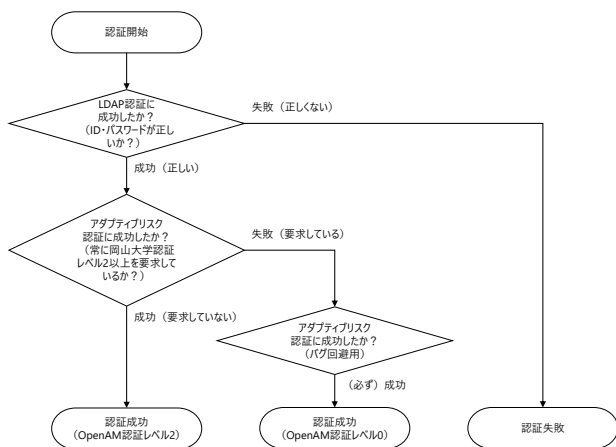 認証開始
LDAP認証に
成功したか？
（ID・パスワードが正し
いか？）
失敗（正しくない）
成功（正しい）
アダプティブリスク
認証に成功したか？
（常に岡山大学認証
レベル2以上を要求して
いるか？）
失敗（要求している）
成功（要求していない）
アダプティブリスク
認証に成功したか？
（バグ回避用）
（必ず）成功
認証成功
（OpenAM認証レベル2）
認証成功
（OpenAM認証レベル0）
認証失敗